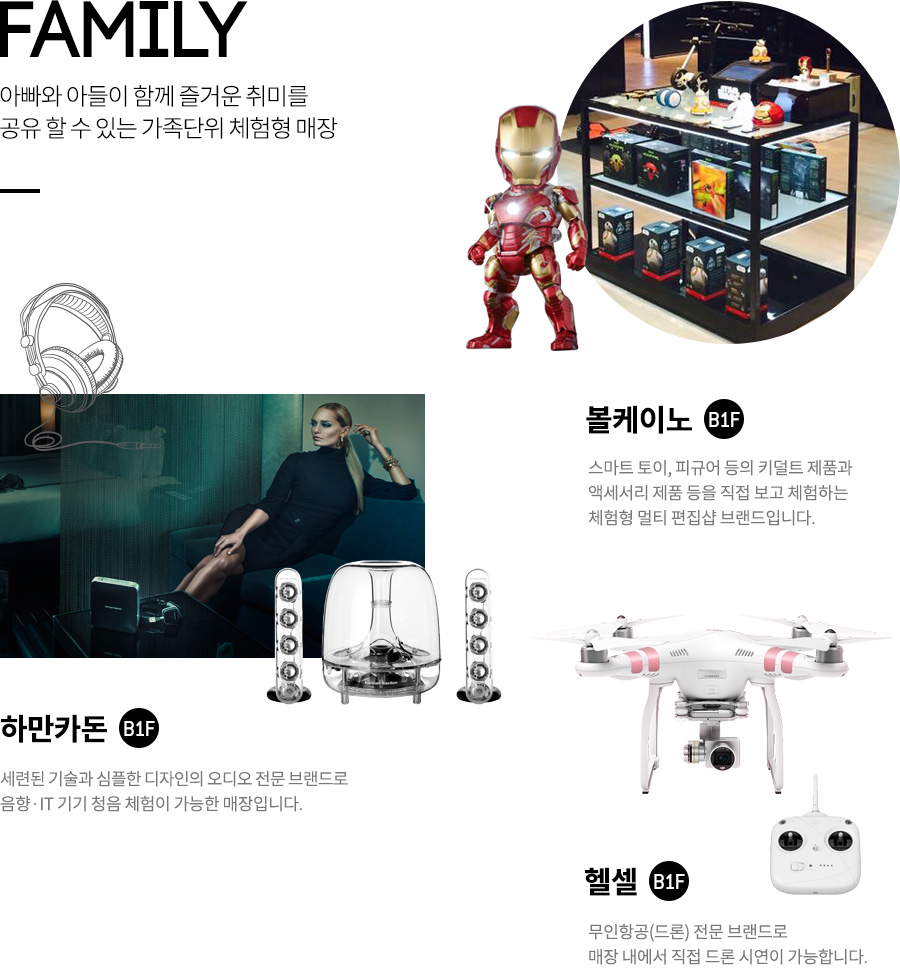 FAMILY
아빠와 아들이 함께 즐거운 취미를
공유 할 수 있는 가족단위 체험형 매장
볼케이노 B1F
스마트 토이, 피규어 등의 키덜트 제품과
액세서리 제품 등을 직접 보고 체험하는
체험형 멀티 편집샵 브랜드입니다.
하만카돈 B1F
세련된 기술과 심플한 디자인의 오디오 전문 브랜드로
음향·IT 기기 청음 체험이 가능한 매장입니다.
헬셀 B1F
무인항공(드론) 전문 브랜드로
매장 내에서 직접 드론 시연이 가능합니다.